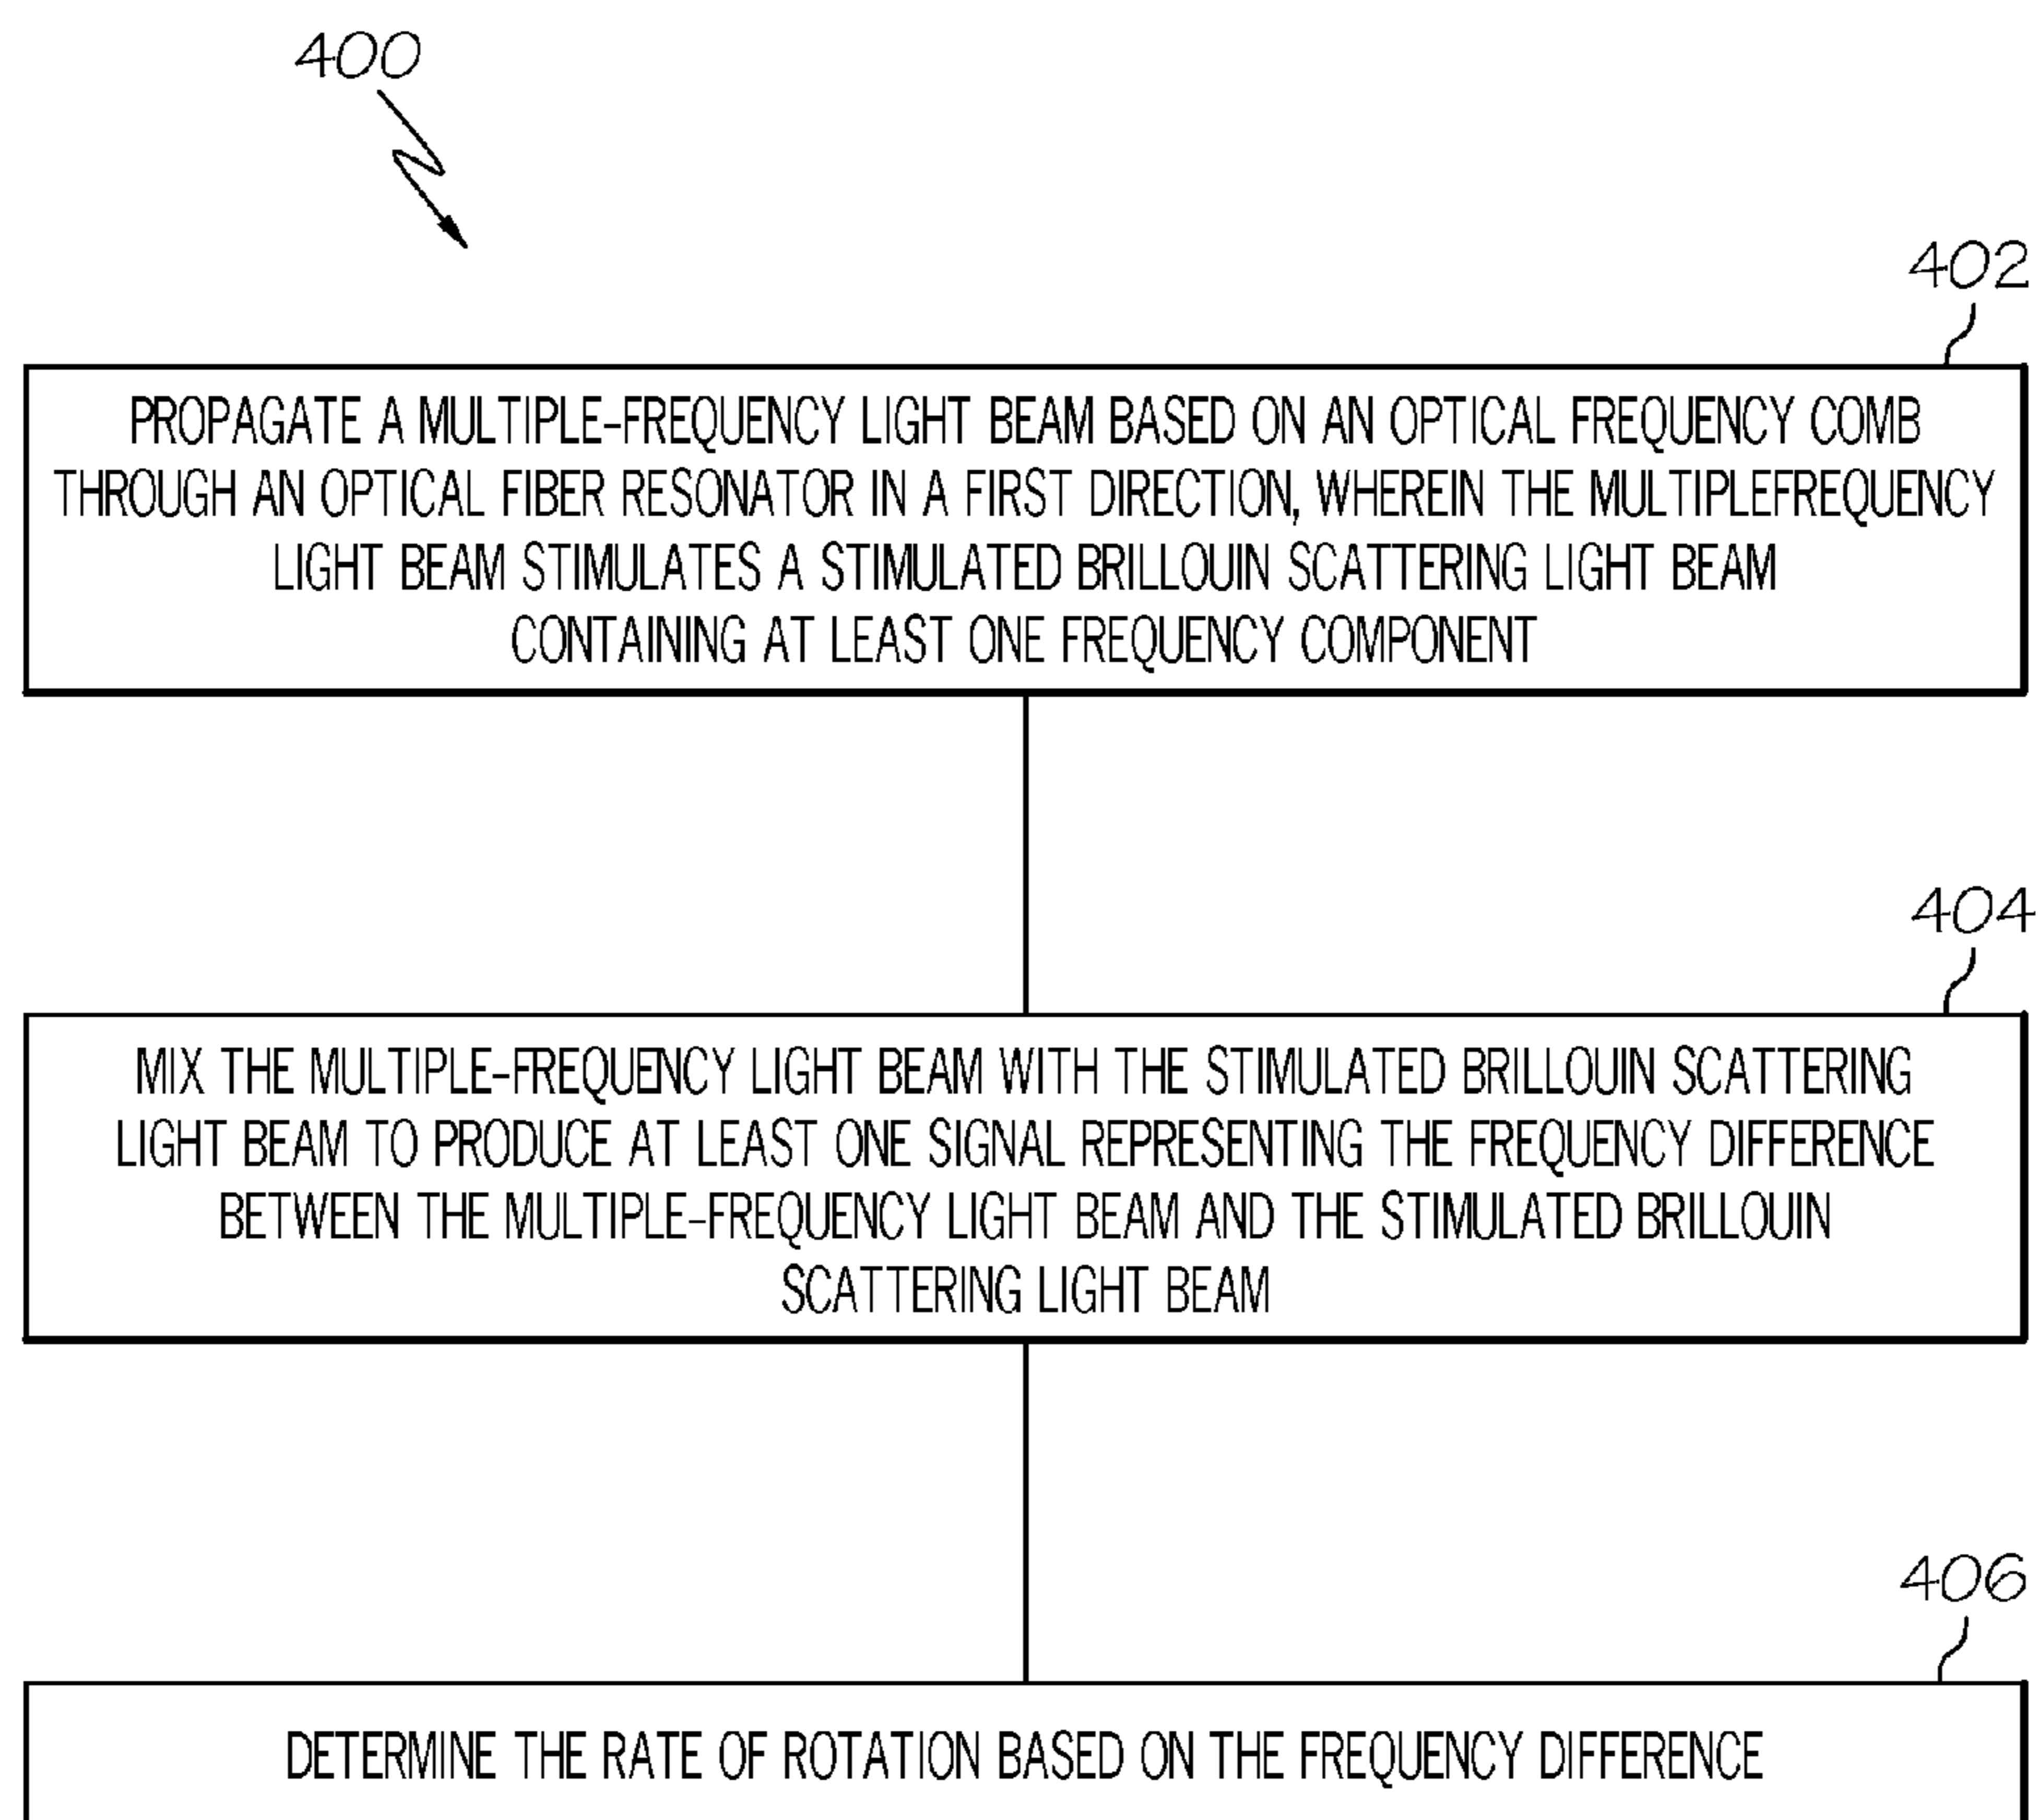 400
402
PROPAGATE A MULTIPLE-FREQUENCY LIGHT BEAM BASED ON AN OPTICAL FREQUENCY COMB
THROUGH AN OPTICAL FIBER RESONATOR IN A FIRST DIRECTION, WHEREIN THE MULTIPLEFREQUENCY
LIGHT BEAM STIMULATES A STIMULATED BRILLOUIN SCATTERING LIGHT BEAM
CONTAINING AT LEAST ONE FREQUENCY COMPONENT
404
MIX THE MULTIPLE-FREQUENCY LIGHT BEAM WITH THE STIMULATED BRILLOUIN SCATTERING
LIGHT BEAM TO PRODUCE AT LEAST ONE SIGNAL REPRESENTING THE FREQUENCY DIFFERENCE
BETWEEN THE MULTIPLE-FREQUENCY LIGHT BEAM AND THE STIMULATED BRILLOUIN
SCATTERING LIGHT BEAM
406
DETERMINE THE RATE OF ROTATION BASED ON THE FREQUENCY DIFFERENCE